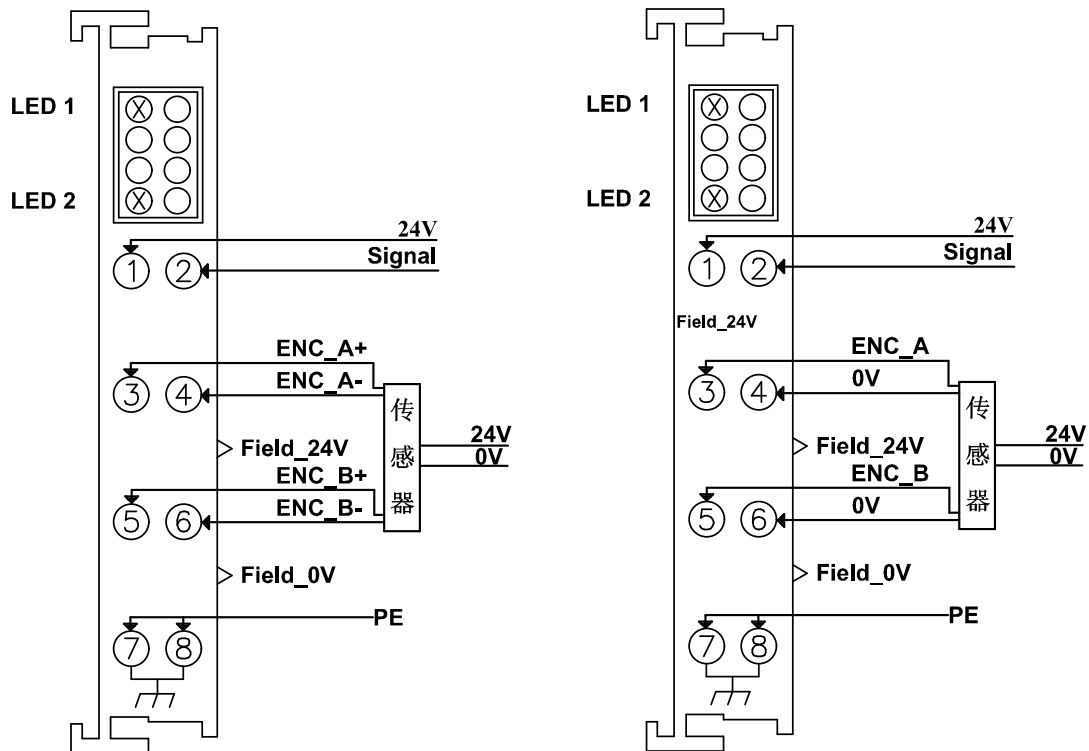 LED 1
LED 2
24V
Signal
1
2
ENC_A+
3
4
ENC_A-
传感器
24V
0V
Field_24V
ENC_B+
5
6
ENC_B-
Field_0V
PE
7
8
LED 1
LED 2
24V
Signal
1
2
Field_24V
ENC_A
3
4
0V
传感器
24V
0V
Field_24V
ENC_B
5
6
0V
Field_0V
PE
7
8